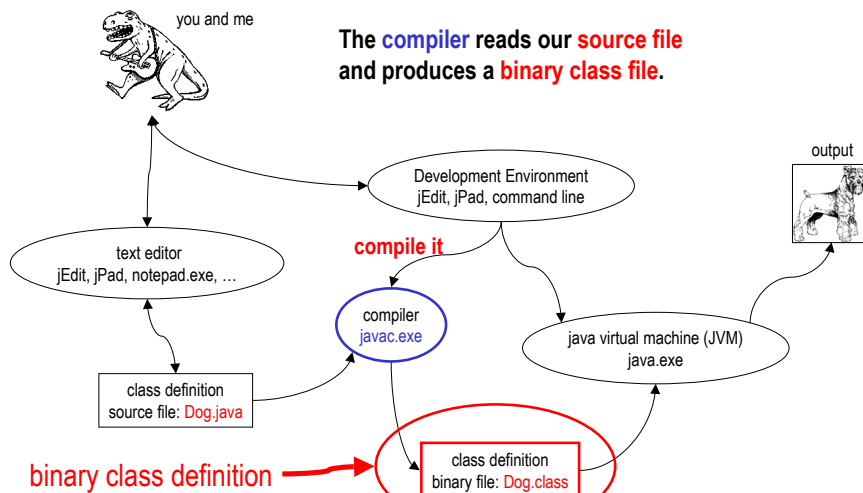 you and me
The compiler reads our source file
and produces a binary class file.
output
Development Environment
jEdit, jPad, command line
compile it
text editor
jEdit, jPad, notepad.exe, …
compiler
javac.exe
java virtual machine (JVM)
java.exe
class definition
source file: Dog.java
binary class definition
class definition
binary file: Dog.class